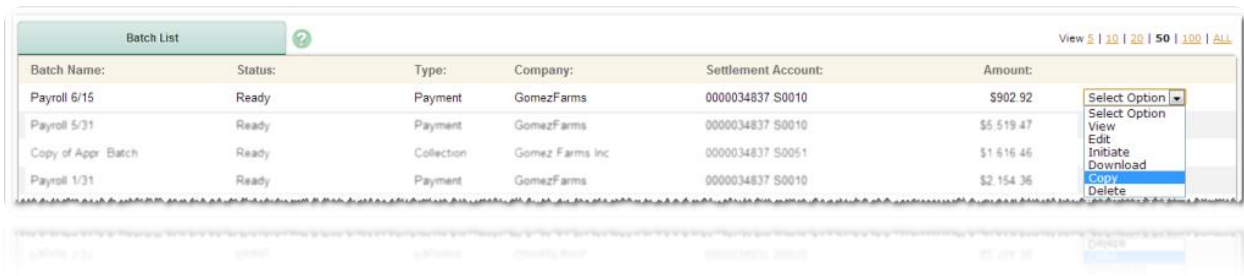 Batch List ? View 5 | 10 | 20 | 50 | 100 | ALL
Batch Name: Status: Type: Company: Settlement Account: Amount:
Payroll 6/15 Ready Payment GomezFarms 0000034837 S0010 $902.92 Select Option
Select Option
Payroll 5/31 Ready Payment GomezFarms 0000034837 S0010 $5,519.47 View
Edit
Copy of Appr Batch Ready Collection Gomez Farms Inc 0000034837 S0051 $1 616.46 Initiate
Download
Payroll 1/31 Ready Payment GomezFarms 0000034837 S0010 $2,154.36 Copy
Delete